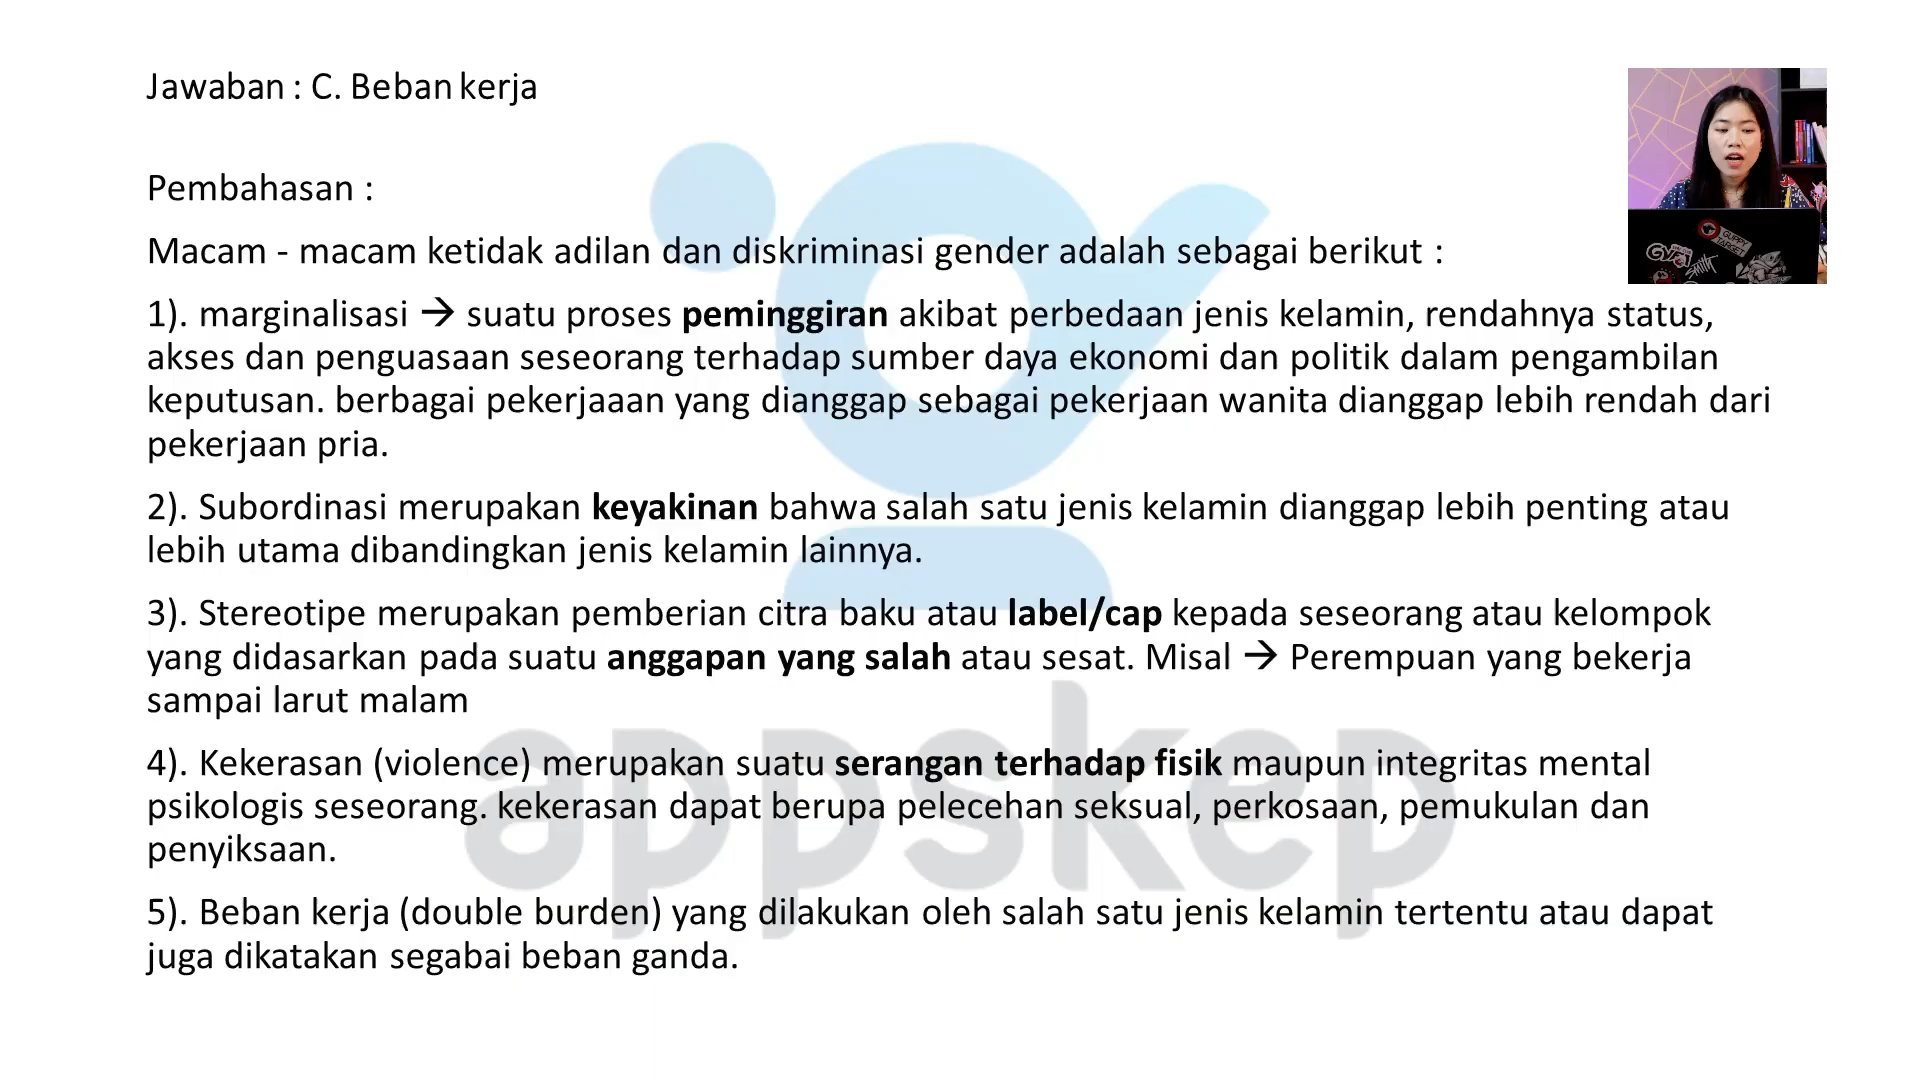 Jawaban : C. Beban kerja
Pembahasan :
Macam - macam ketidak adilan dan diskriminasi gender adalah sebagai berikut :
1). marginalisasi → suatu proses peminggiran akibat perbedaan jenis kelamin, rendahnya status,
akses dan penguasaan seseorang terhadap sumber daya ekonomi dan politik dalam pengambilan
keputusan. berbagai pekerjaaan yang dianggap sebagai pekerjaan wanita dianggap lebih rendah dari
pekerjaan pria.
2). Subordinasi merupakan keyakinan bahwa salah satu jenis kelamin dianggap lebih penting atau
lebih utama dibandingkan jenis kelamin lainnya.
3). Stereotipe merupakan pemberian citra baku atau label/cap kepada seseorang atau kelompok
yang didasarkan pada suatu anggapan yang salah atau sesat. Misal → Perempuan yang bekerja
sampai larut malam
4). Kekerasan (violence) merupakan suatu serangan terhadap fisik maupun integritas mental
psikologis seseorang. kekerasan dapat berupa pelecehan seksual, perkosaan, pemukulan dan
penyiksaan.
5). Beban kerja (double burden) yang dilakukan oleh salah satu jenis kelamin tertentu atau dapat
juga dikatakan segabai beban ganda.
appskep